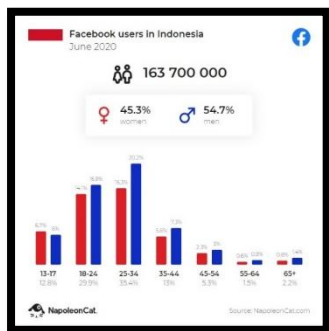 Facebook users in Indonesia
June 2020
163 700 000
45.3%
women
54.7%
men
13-17
18-24
25-34
35-44
45-54
55-64
65+
12.8%
29.9%
35.4%
13%
5.3%
1.5%
2.2%
NapoleonCat.
Source: NapoleonCat.com